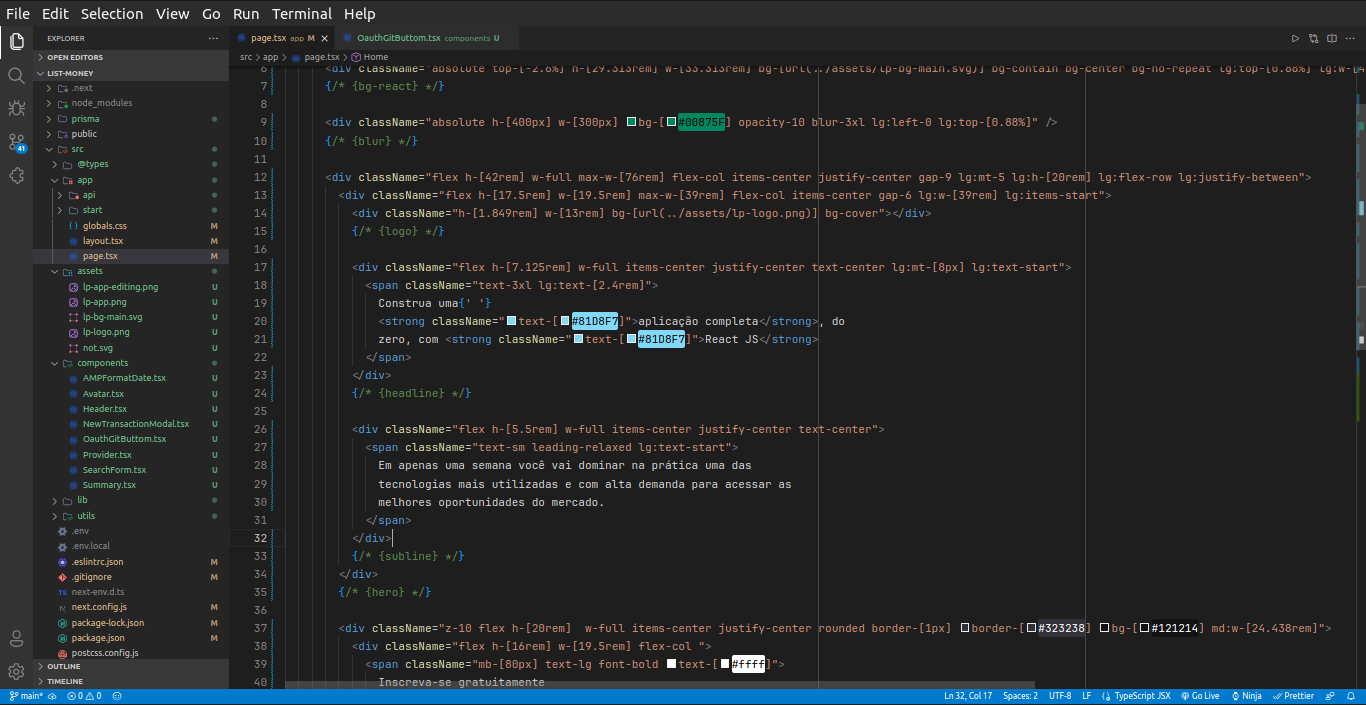 File Edit Selection View Go Run Terminal Help
EXPLORER ···
OPEN EDITORS
LIST-MONEY
.next
node_modules
prisma
public
src
@types
app
api
start
globals.css M
layout.tsx M
page.tsx M
assets
lp-app-editing.png U
lp-app.png U
lp-bg-main.svg U
lp-logo.png U
not.svg U
components
AMPFormatDate.tsx U
Avatar.tsx U
Header.tsx U
NewTransactionModal.tsx U
OauthGitButtom.tsx U
Provider.tsx U
SearchForm.tsx U
Summary.tsx U
lib
utils
.env
.env.local
.eslintrc.json M
.gitignore M
next-env.d.ts
next.config.js M
package-lock.json M
package.json M
postcss.config.js
OUTLINE
TIMELINE
41
page.tsx app M OauthGitButtom.tsx components U
src > app > page.tsx > Home
6 <div className="absolute top-[-2.6%] h-[29.313rem] w-[33.313rem] bg-[url(../assets/lp-bg-main.svg)] bg-contain bg-center bg-no-repeat lg:top-[0.88%] lg:w-[4
7 {/* {bg-react} */}
8
9 <div className="absolute h-[400px] w-[300px] bg-[#00875F] opacity-10 blur-3xl lg:left-0 lg:top-[0.88%]" />
10 {/* {blur} */}
11
12 <div className="flex h-[42rem] w-full max-w-[76rem] flex-col items-center justify-center gap-9 lg:mt-5 lg:h-[20rem] lg:flex-row lg:justify-between">
13 <div className="flex h-[17.5rem] w-[19.5rem] max-w-[39rem] flex-col items-center gap-6 lg:w-[39rem] lg:items-start">
14 <div className="h-[1.849rem] w-[13rem] bg-[url(../assets/lp-logo.png)] bg-cover"></div>
15 {/* {logo} */}
16
17 <div className="flex h-[7.125rem] w-full items-center justify-center text-center lg:mt-[8px] lg:text-start">
18 <span className="text-3xl lg:text-[2.4rem]">
19 Construa uma{' '}
20 <strong className="text-[#81D8F7]">aplicação completa</strong>, do
21 zero, com <strong className="text-[#81D8F7]">React JS</strong>
22 </span>
23 </div>
24 {/* {headline} */}
25
26 <div className="flex h-[5.5rem] w-full items-center justify-center text-center">
27 <span className="text-sm leading-relaxed lg:text-start">
28 Em apenas uma semana você vai dominar na prática uma das
29 tecnologias mais utilizadas e com alta demanda para acessar as
30 melhores oportunidades do mercado.
31 </span>
32 </div>
33 {/* {subline} */}
34 </div>
35 {/* {hero} */}
36
37 <div className="z-10 flex h-[20rem]  w-full items-center justify-center rounded border-[1px] border-[#323238] bg-[#121214] md:w-[24.438rem]">
38 <div className="flex h-[16rem] w-[19.5rem] flex-col ">
39 <span className="mb-[80px] text-lg font-bold text-[#ffff]">
40 Inscreva-se gratuitamente
main* 0 0 Ln 32, Col 17 Spaces: 2 UTF-8 LF TypeScript JSX Go Live Ninja Prettier